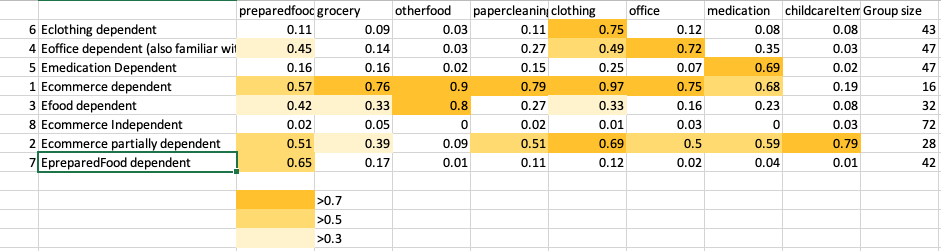 preparedfood grocery otherfood papercleanin clothing office medication childcareItem Group size
6 Eclothing dependent 0.11 0.09 0.03 0.11 0.75 0.12 0.08 0.08 43
4 Eoffice dependent (also familiar wit 0.45 0.14 0.03 0.27 0.49 0.72 0.35 0.03 47
5 Emedication Dependent 0.16 0.16 0.02 0.15 0.25 0.07 0.69 0.02 47
1 Ecommerce dependent 0.57 0.76 0.9 0.79 0.97 0.75 0.68 0.19 16
3 Efood dependent 0.42 0.33 0.8 0.27 0.33 0.16 0.23 0.08 32
8 Ecommerce Independent 0.02 0.05 0 0.02 0.01 0.03 0 0.03 72
2 Ecommerce partially dependent 0.51 0.39 0.09 0.51 0.69 0.5 0.59 0.79 28
7 EpreparedFood dependent 0.65 0.17 0.01 0.11 0.12 0.02 0.04 0.01 42
>0.7
>0.5
>0.3